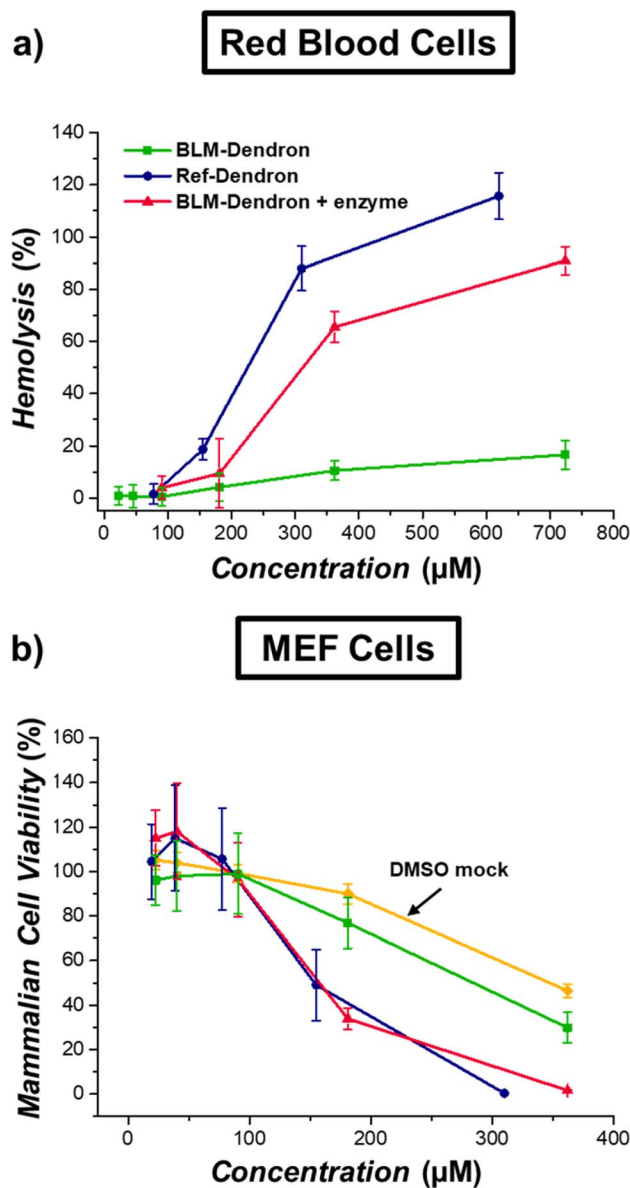 a)
Red Blood Cells
BLM-Dendron
Ref-Dendron
BLM-Dendron + enzyme
Hemolysis (%)
140
120
100
80
60
40
20
0
0 100 200 300 400 500 600 700 800
Concentration (µM)
b)
MEF Cells
Mammalian Cell Viability (%)
160
140
120
100
80
60
40
20
0
DMSO mock
0 100 200 300 400
Concentration (µM)